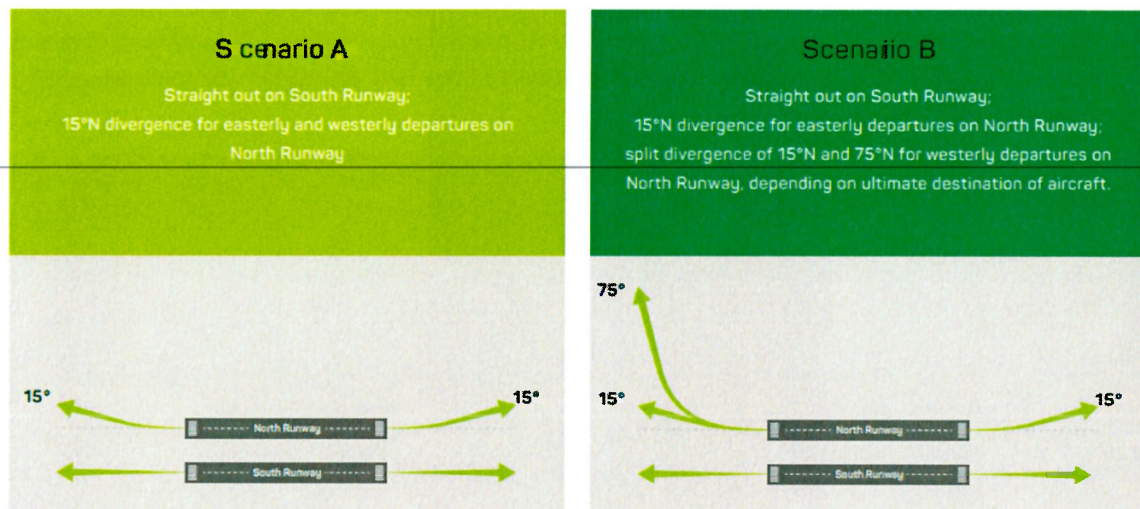 Scenario A
Straight out on South Runway;
15°N divergence for easterly and westerly departures on
North Runway
15°
15°
North Runway
South Runway
Scenario B
Straight out on South Runway;
15°N divergence for easterly departures on North Runway;
split divergence of 15°N and 75°N for westerly departures on
North Runway, depending on ultimate destination of aircraft.
75°
15°
15°
North Runway
South Runway